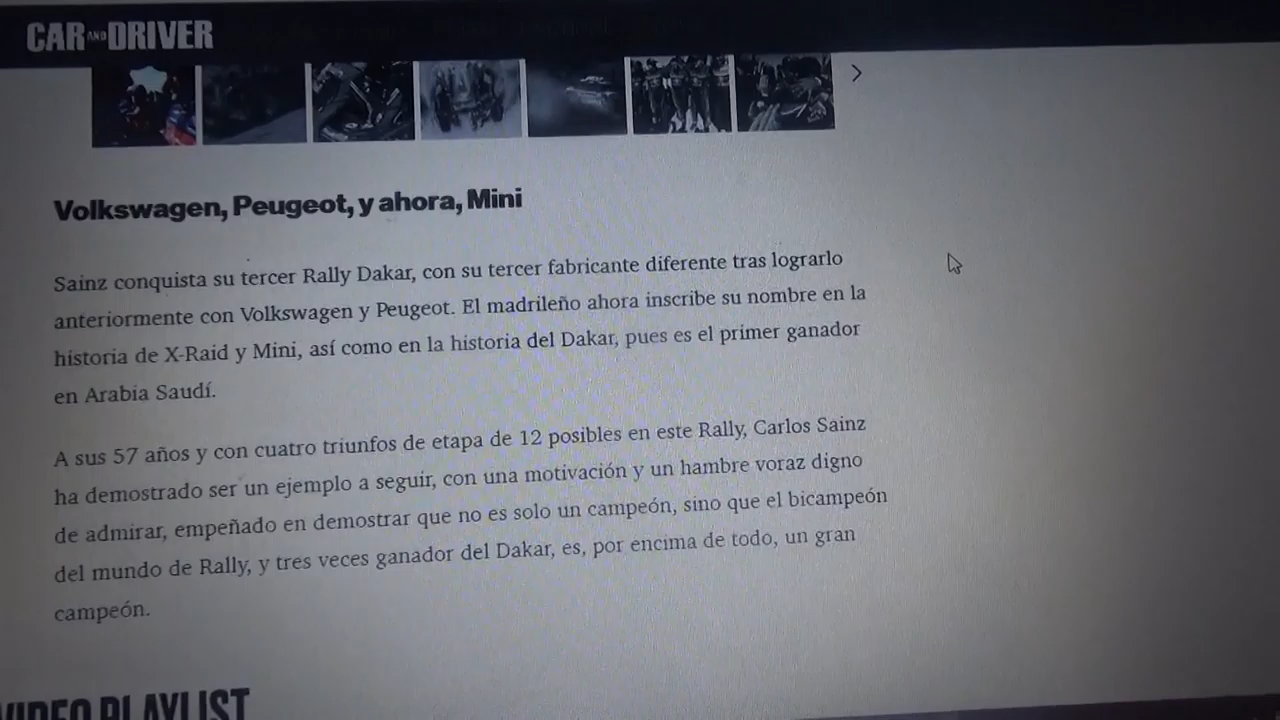 CAR AND DRIVER
Volkswagen, Peugeot, y ahora, Mini
Sainz conquista su tercer Rally Dakar, con su tercer fabricante diferente tras lograrlo
anteriormente con Volkswagen y Peugeot. El madrileño ahora inscribe su nombre en la
historia de X-Raid y Mini, así como en la historia del Dakar, pues es el primer ganador
en Arabia Saudí.
A sus 57 años y con cuatro triunfos de etapa de 12 posibles en este Rally, Carlos Sainz
ha demostrado ser un ejemplo a seguir, con una motivación y un hambre voraz digno
de admirar, empeñado en demostrar que no es solo un campeón, sino que el bicampeón
del mundo de Rally, y tres veces ganador del Dakar, es, por encima de todo, un gran
campeón.
VIDEO PLAYLIST